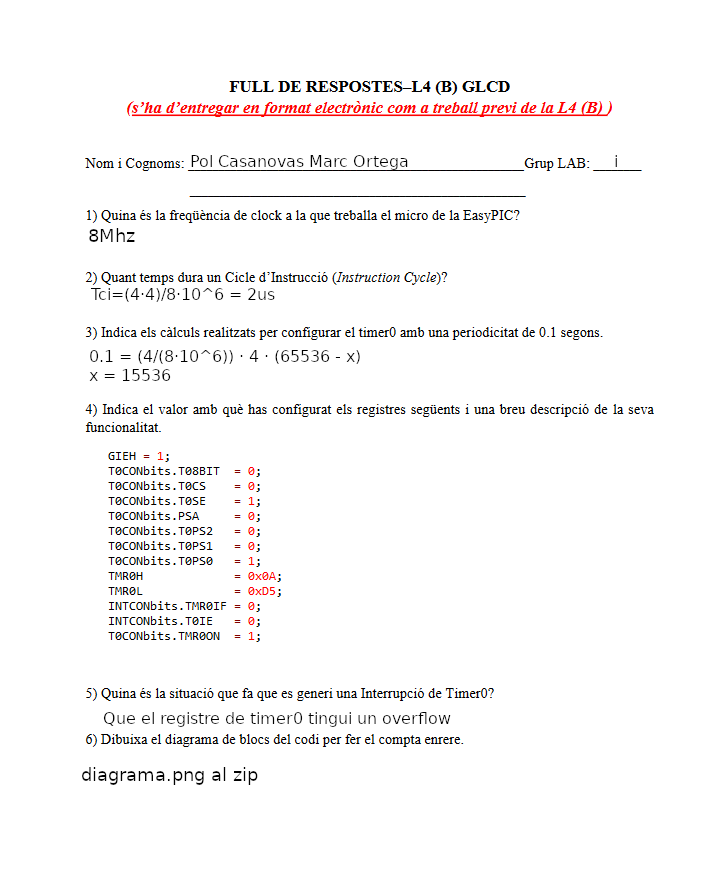 FULL DE RESPOSTES–L4 (B) GLCD
(s’ha d’entregar en format electrònic com a treball previ de la L4 (B) )
Nom i Cognoms: Pol Casanovas Marc Ortega Grup LAB: i
1) Quina és la freqüència de clock a la que treballa el micro de la EasyPIC?
8Mhz
2) Quant temps dura un Cicle d’Instrucció (Instruction Cycle)?
Tci=(4·4)/8·10^6 = 2us
3) Indica els càlculs realitzats per configurar el timer0 amb una periodicitat de 0.1 segons.
0.1 = (4/(8·10^6)) · 4 · (65536 - x)
x = 15536
4) Indica el valor amb què has configurat els registres següents i una breu descripció de la seva
funcionalitat.
GIEH = 1;
T0CONbits.T08BIT = 0;
T0CONbits.T0CS = 0;
T0CONbits.T0SE = 1;
T0CONbits.PSA = 0;
T0CONbits.T0PS2 = 0;
T0CONbits.T0PS1 = 0;
T0CONbits.T0PS0 = 1;
TMR0H = 0x0A;
TMR0L = 0xD5;
INTCONbits.TMR0IF = 0;
INTCONbits.T0IE = 0;
T0CONbits.TMR0ON = 1;
5) Quina és la situació que fa que es generi una Interrupció de Timer0?
Que el registre de timer0 tingui un overflow
6) Dibuixa el diagrama de blocs del codi per fer el compta enrere.
diagrama.png al zip